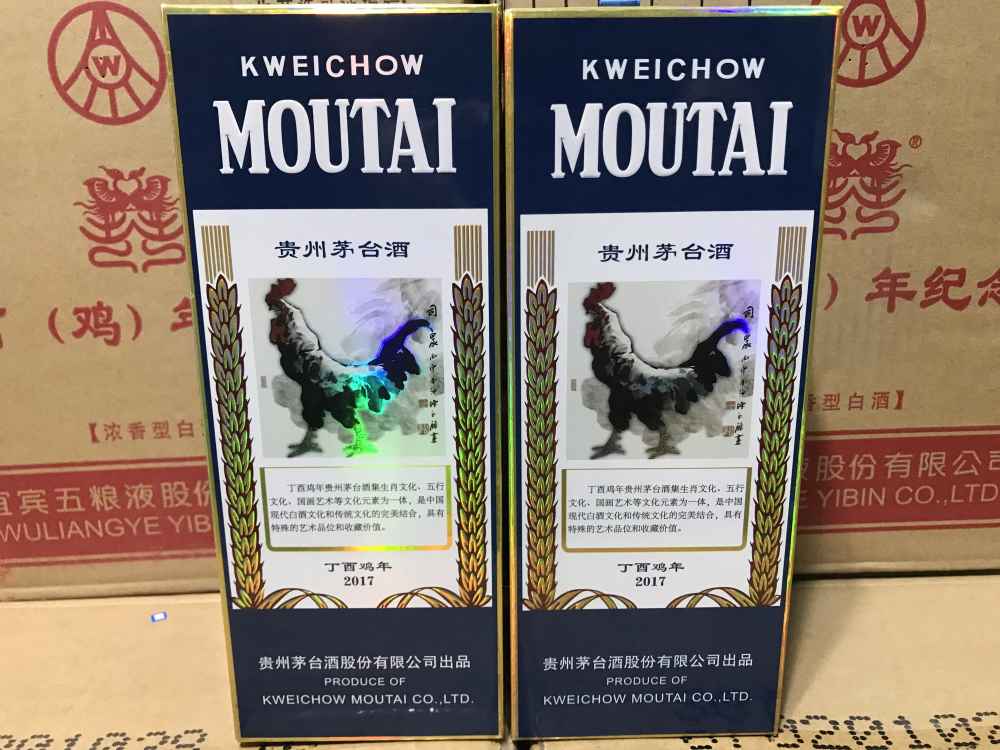 KWEICHOW
MOUTAI
贵州茅台酒
丁酉鸡年贵州茅台酒集生肖文化、五行
文化、国画艺术等文化元素为一体，是中国
现代白酒文化和传统文化的完美结合，具有
特殊的艺术品位和收藏价值。
丁酉鸡年
2017
贵州茅台酒股份有限公司出品
PRODUCE OF
KWEICHOW MOUTAI CO.,LTD.
KWEICHOW
MOUTAI
贵州茅台酒
丁酉鸡年贵州茅台酒集生肖文化、五行
文化、国画艺术等文化元素为一体，是中国
现代白酒文化和传统文化的完美结合，具有
特殊的艺术品位和收藏价值。
丁酉鸡年
2017
贵州茅台酒股份有限公司出品
PRODUCE OF
KWEICHOW MOUTAI CO.,LTD.
W
（鸡）
【浓香型白
宜宾五粮液股份
WULIANGYE YIB
W
®
）年纪念
香型白酒】
股份有限公
YE YIBIN CO.,LTD